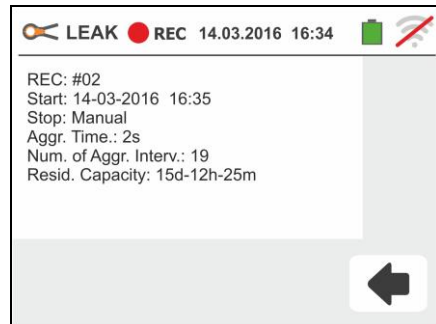 LEAK REC 14.03.2016 16:34
REC: #02
Start: 14-03-2016 16:35
Stop: Manual
Aggr. Time.: 2s
Num. of Aggr. Interv.: 19
Resid. Capacity: 15d-12h-25m